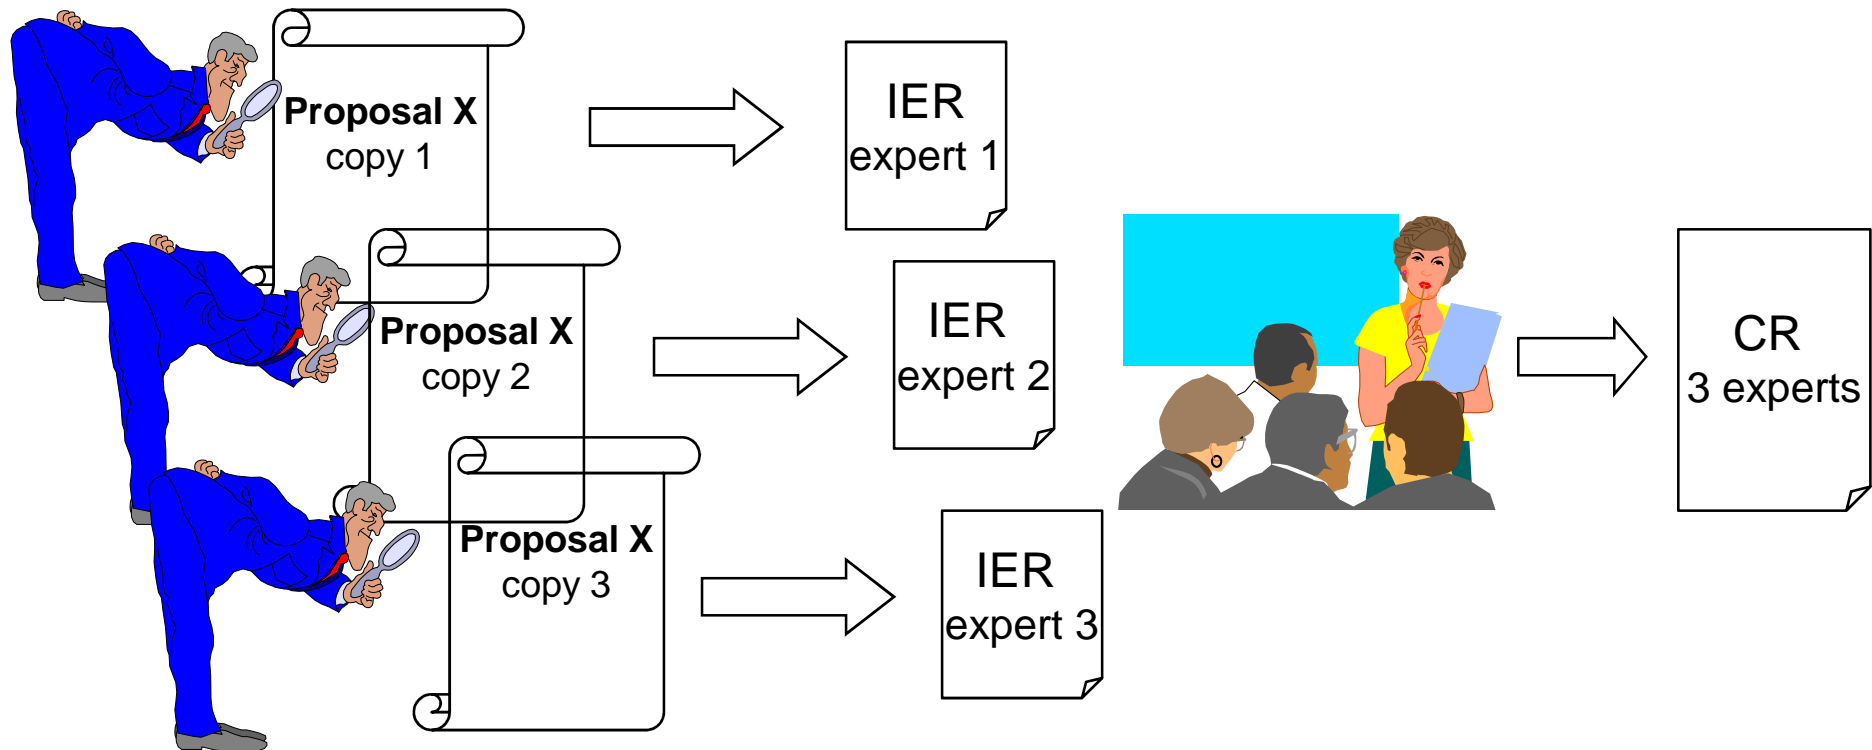 Proposal X
copy 1
IER
expert 1
Proposal X
copy 2
IER
expert 2
Proposal X
copy 3
IER
expert 3
CR
3 experts